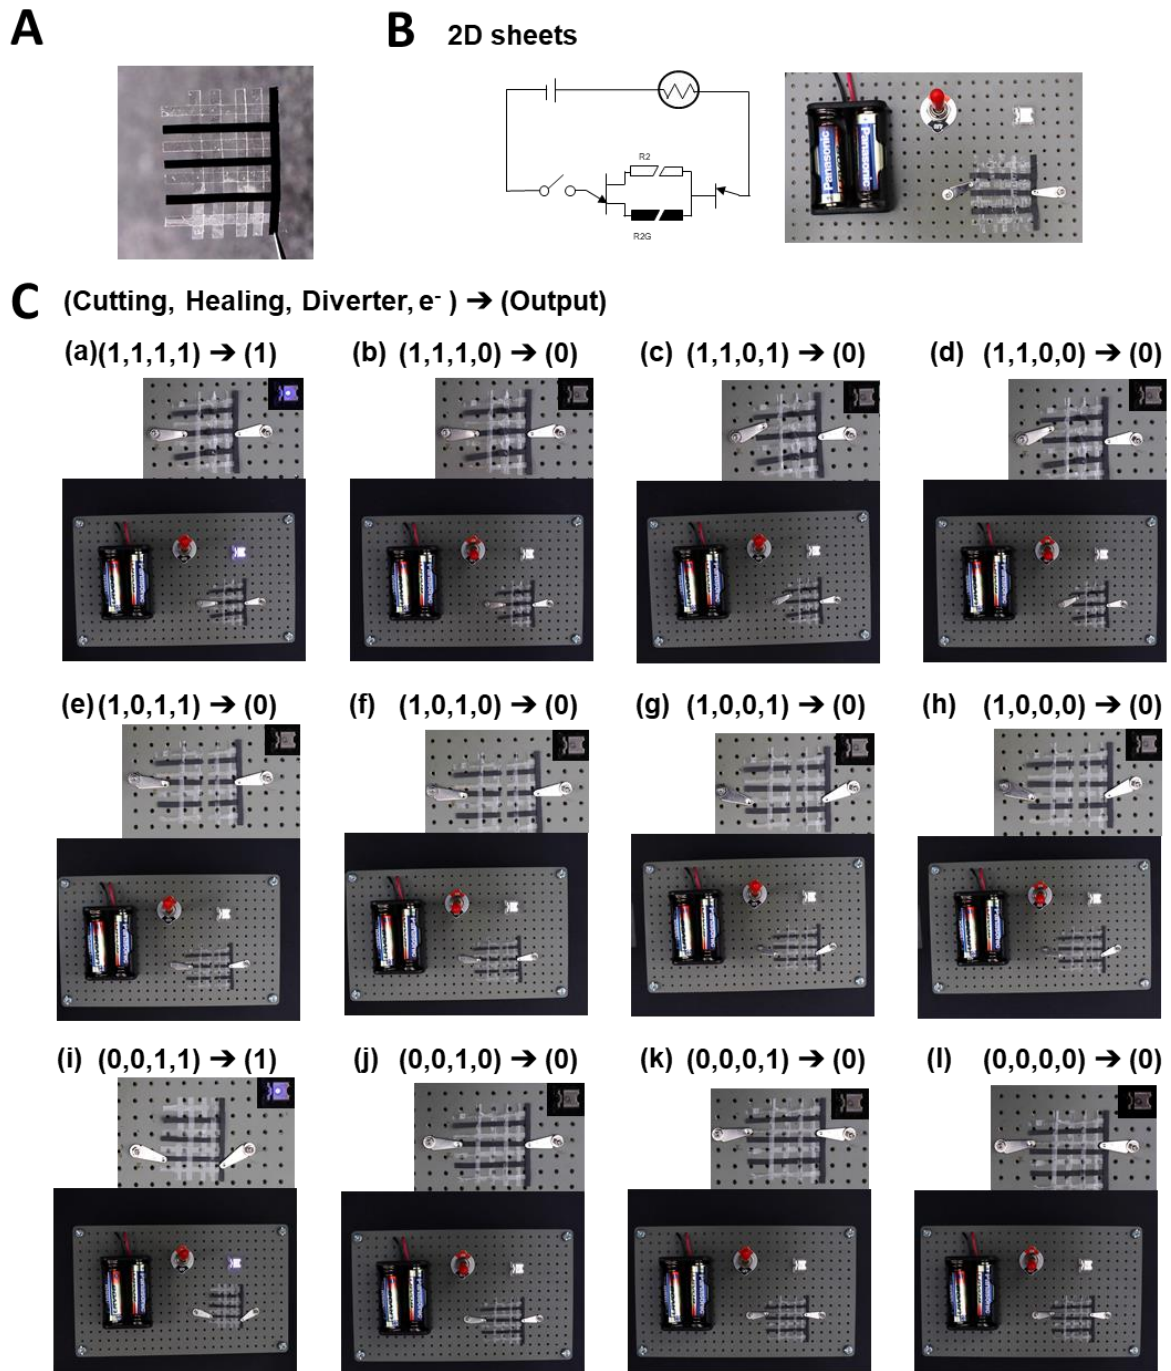 A
B 2D sheets
R2
R2G
Panasonic
Panasonic
C (Cutting, Healing, Diverter, e- ) ➔ (Output)
(a)(1,1,1,1) ➔ (1)
(b) (1,1,1,0) ➔ (0)
(c) (1,1,0,1) ➔ (0)
(d) (1,1,0,0) ➔ (0)
(e)(1,0,1,1) ➔ (0)
(f) (1,0,1,0) ➔ (0)
(g) (1,0,0,1) ➔ (0)
(h) (1,0,0,0) ➔ (0)
(i) (0,0,1,1) ➔ (1)
(j) (0,0,1,0) ➔ (0)
(k) (0,0,0,1) ➔ (0)
(l) (0,0,0,0) ➔ (0)